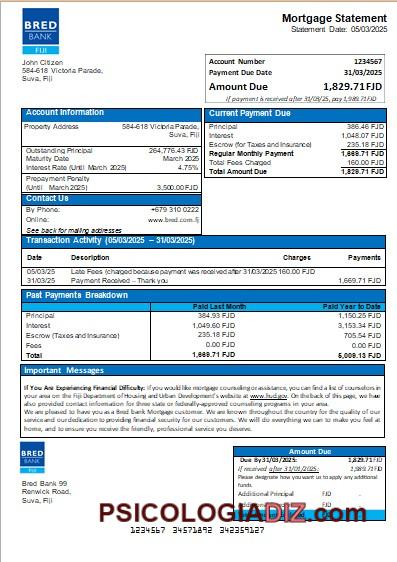 BRED
BANK
FIJI
Mortgage Statement
Statement Date: 05/03/2025
John Citizen
584-618 Victoria Parade,
Suva, Fiji
Account Number 1234567
Payment Due Date 31/03/2025
Amount Due 1,829.71FJD
If payment is received after 31/03/25, pay 1,989.71FJD
Account Information
Property Address 584-618 Victoria Parade,
Suva, Fiji
Outstanding Principal 264,776.43 FJD
Maturity Date March 2025
Interest Rate (Until March 2025) 4.75%
Prepayment Penalty
(Until March 2025) 3,500.00 FJD
Contact Us
By Phone: +679 310 0222
Online: www.bred.com.fj
See back for mailing addresses
Current Payment Due
Principal 386.46 FJD
Interest 1,048.07 FJD
Escrow (for Taxes and Insurance) 235.18 FJD
Regular Monthly Payment 1,669.71 FJD
Total Fees Charged 160.00 FJD
Total Amount Due 1,829.71 FJD
Transaction Activity (05/03/2025 – 31/03/2025)
Date Description Charges Payments
05/03/25 Late Fees (charged because payment was received after 31/03/2025 160.00 FJD
31/03/25 Payment Received – Thank you 1,669.71 FJD
Past Payments Breakdown
Paid Last Month Paid Year to Date
Principal 384.93 FJD 1,150.25 FJD
Interest 1,049.60 FJD 3,153.34 FJD
Escrow (Taxes and Insurance) 235.18 FJD 705.54 FJD
Fees 0.00 FJD 0.00 FJD
Total 1,669.71 FJD 5,009.13 FJD
Important Messages
If You Are Experiencing Financial Difficulty: If you would like mortgage counseling or assistance, you can find a list of counselors in
your area on the Fiji Department of Housing and Urban Development's website at www.hud.gov. On the back of this page, we have
also provided contact information for three state or federally-approved counseling programs in your area.
We are pleased to have you as a Bred bank Mortgage customer. We are known throughout the country for the quality of our
service and our dedication to providing financial security for our customers. We will do everything we can to make you feel at
home, and to ensure you receive the friendly, professional service you deserve.
BRED
BANK
FIJI
Bred Bank 99
Renwick Road,
Suva, Fiji
Amount Due
Due By 31/03/2025: 1,829.71 FJD
If received after 31/01/2025: 1,989.71FJD
Please designate how you want us to apply any additional
funds.
Additional Principal FJD
Additional FJD
PSICOLOGIADIZ.com
1234567 34571892 342359127